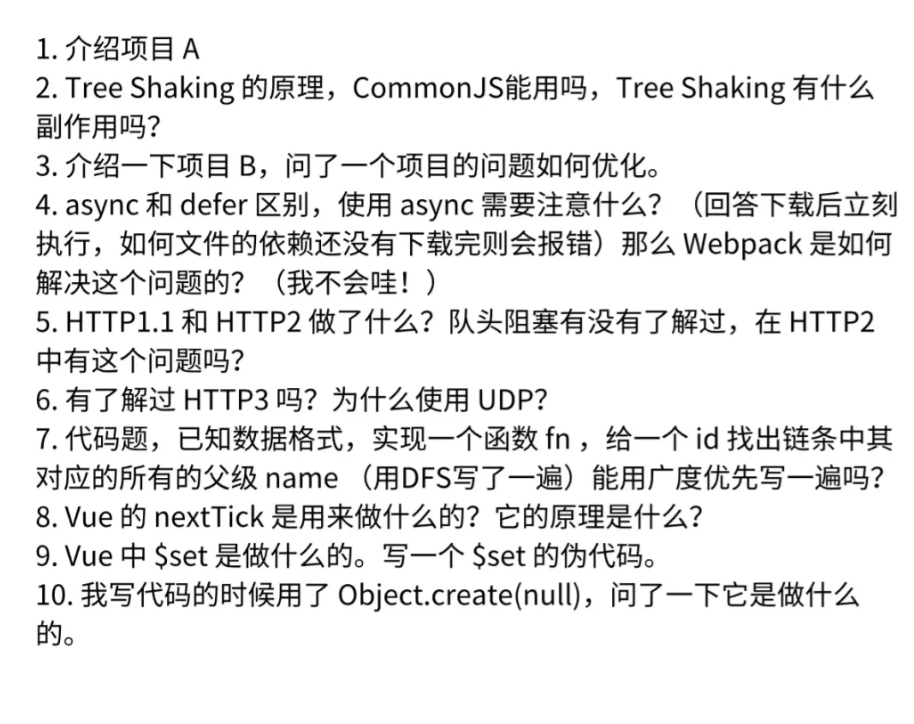 1. 介绍项目 A
2. Tree Shaking 的原理，CommonJS能用吗，Tree Shaking 有什么
副作用吗？
3. 介绍一下项目 B，问了一个项目的问题如何优化。
4. async 和 defer 区别，使用 async 需要注意什么？（回答下载后立刻
执行，如何文件的依赖还没有下载完则会报错）那么 Webpack 是如何
解决这个问题的？（我不会哇！）
5. HTTP1.1 和 HTTP2 做了什么？队头阻塞有没有了解过，在 HTTP2
中有这个问题吗？
6. 有了解过 HTTP3 吗？为什么使用 UDP？
7. 代码题，已知数据格式，实现一个函数 fn ，给一个 id 找出链条中其
对应的所有的父级 name （用DFS写了一遍）能用广度优先写一遍吗？
8. Vue 的 nextTick 是用来做什么的？它的原理是什么？
9. Vue 中 $set 是做什么的。写一个 $set 的伪代码。
10. 我写代码的时候用了 Object.create(null)，问了一下它是做什么
的。